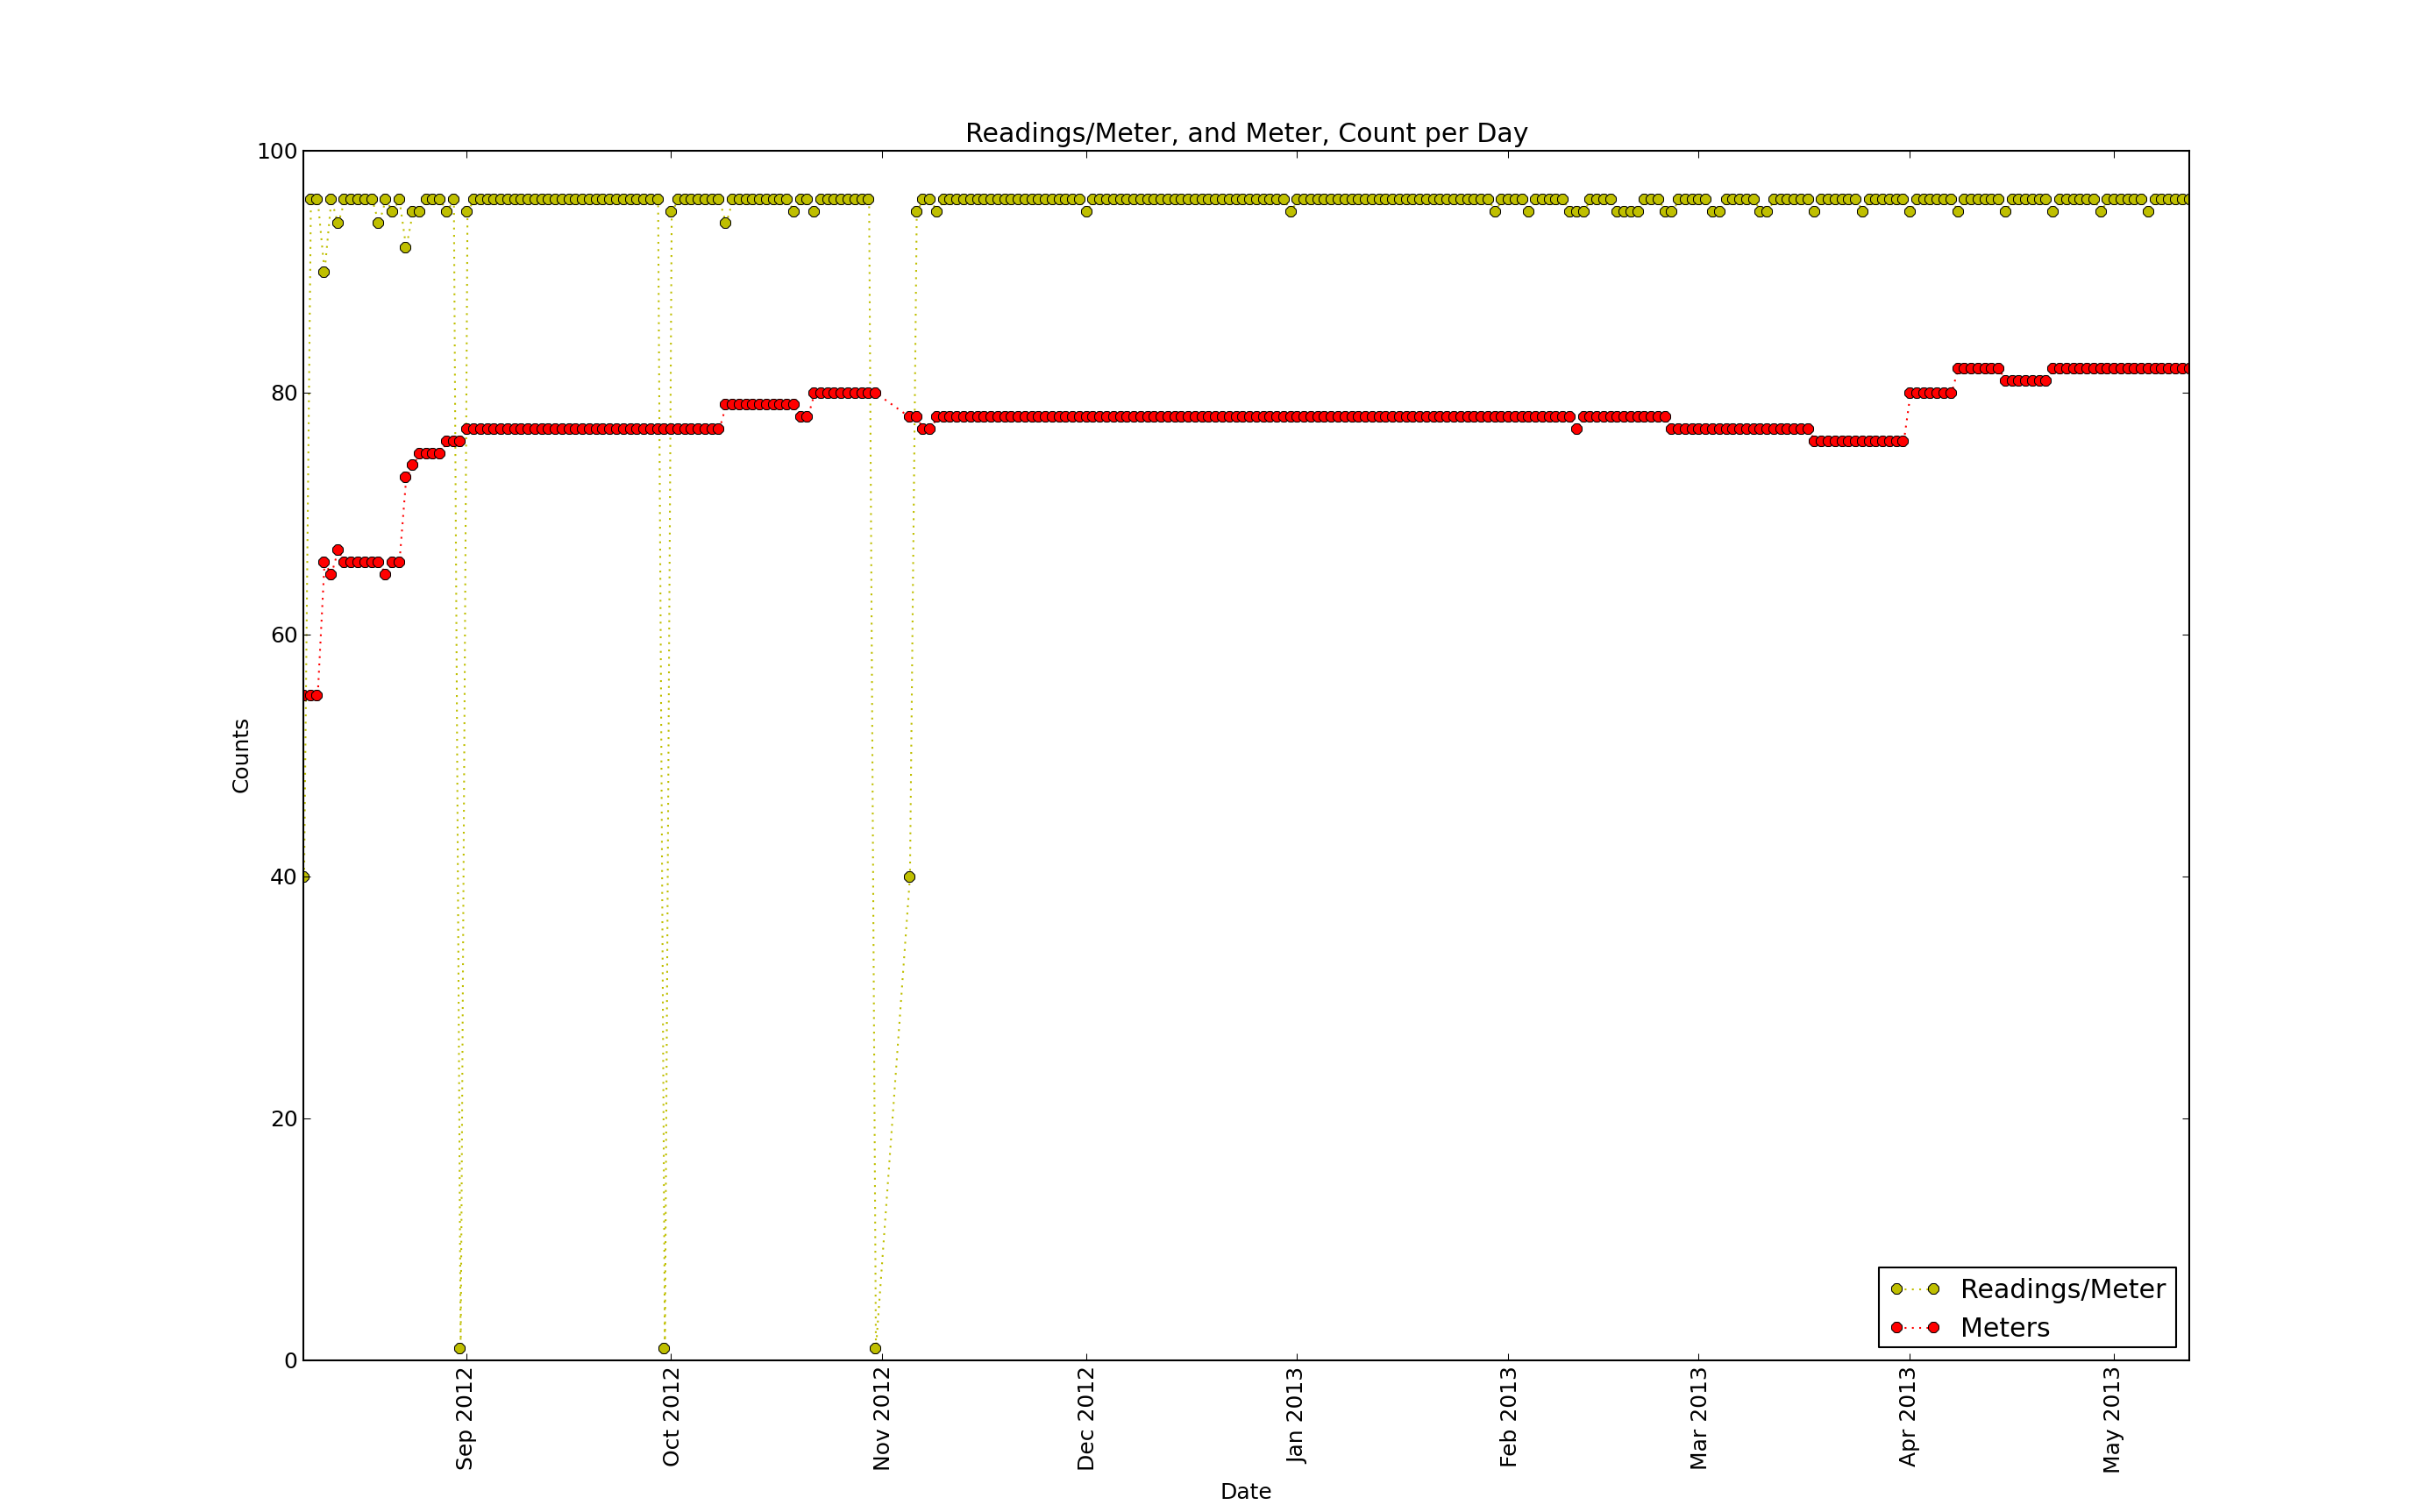 Readings/Meter, and Meter, Count per Day
100
80
60
40
20
0
Counts
Readings/Meter
Meters
Sep 2012
Oct 2012
Nov 2012
Dec 2012
Jan 2013
Feb 2013
Mar 2013
Apr 2013
May 2013
Date